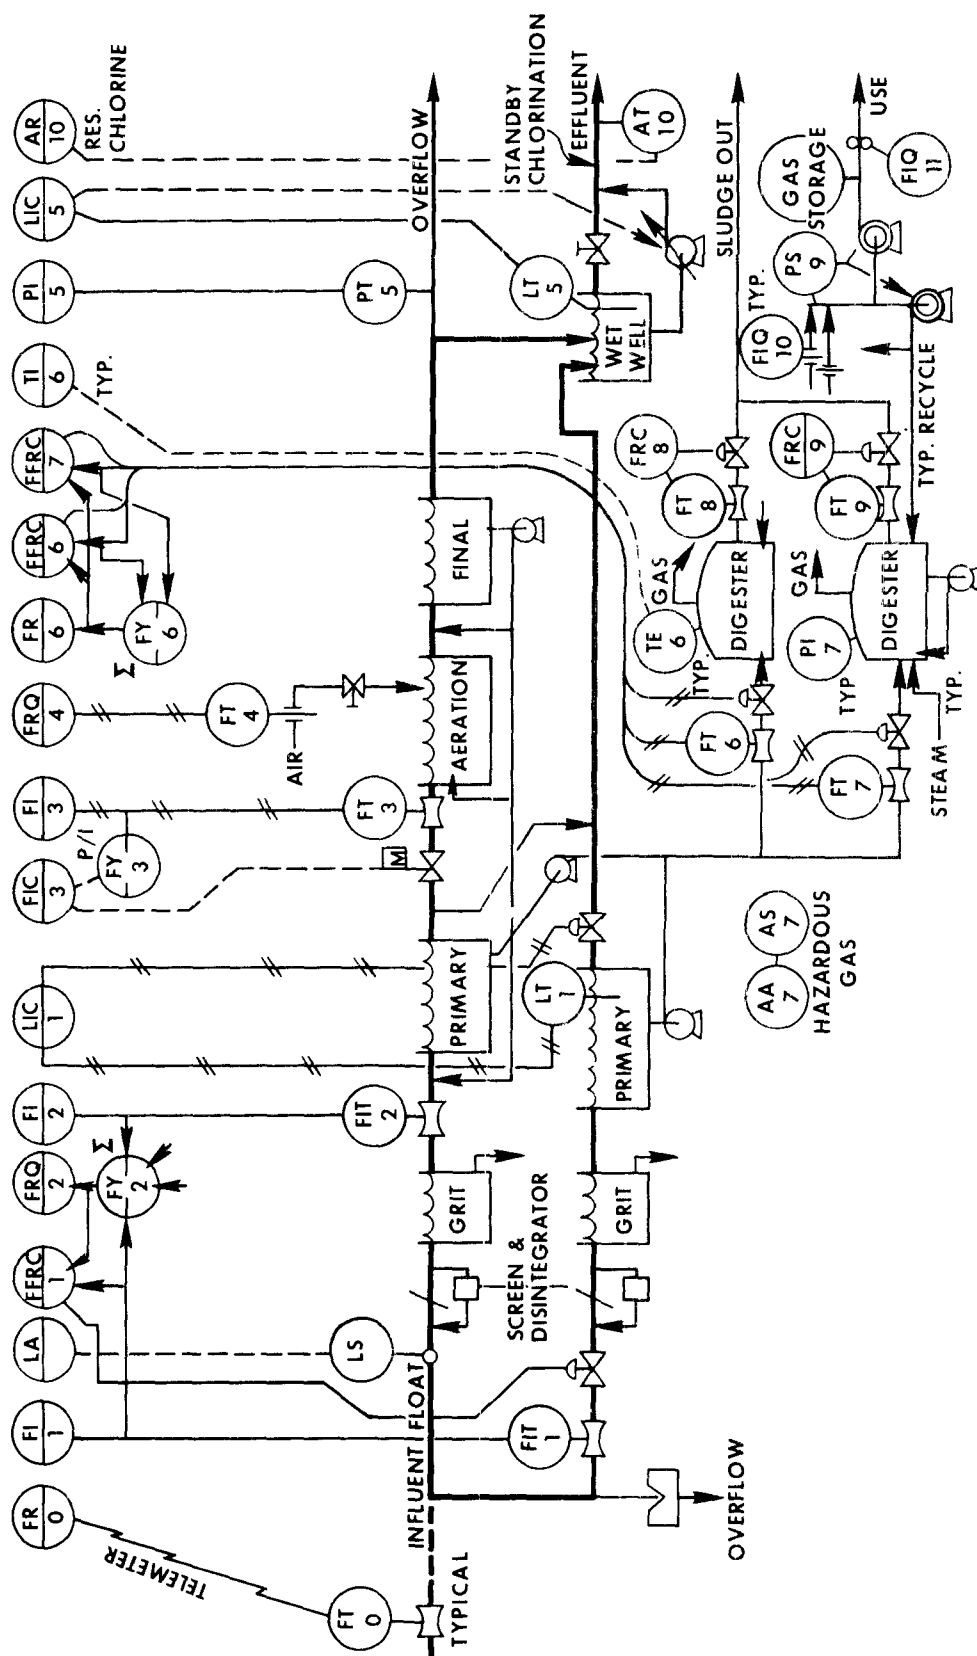 FR
0
FI
1
LA
FFRC
1
FRQ
2
FI
2
LIC
1
FIC
3
FI
3
FRQ
4
FR
6
FFRC
6
FFRC
7
TI
6
PI
5
LIC
5
AR
10
TELEMETER
Σ
FY
2
P/I
FY
3
Σ
FY
6
TYP.
RES.
CHLORINE
FT
0
LS
FIT
2
FT
3
FT
4
AIR
PT
5
INFLUENT
FLOAT
OVERFLOW
TYPICAL
GRIT
PRIMARY
AERATION
FINAL
SCREEN &
DISINTEGRATOR
FIT
1
LT
1
LT
5
STANDBY
CHLORINATION
EFFLUENT
WET
WELL
AT
10
GRIT
PRIMARY
OVERFLOW
AA
7
AS
7
HAZARDOUS
GAS
FT
6
FT
7
TE
6
TYP.
GAS
DIGESTER
FT
8
FRC
8
SLUDGE OUT
PI
7
TYP
GAS
DIGESTER
FT
9
FRC
9
STEAM
TYP.
TYP. RECYCLE
FIQ
10
TYP.
PS
9
GAS
STORAGE
USE
FIQ
11